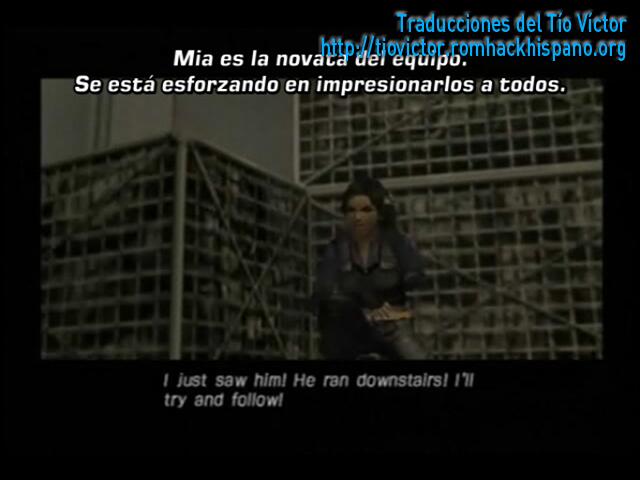 Traducciones del Tío Víctor
http://tiovictor.romhackhispano.org
Mia es la novata del equipo.
Se está esforzando en impresionarlos a todos.
I just saw him! He ran downstairs! I'll
try and follow!